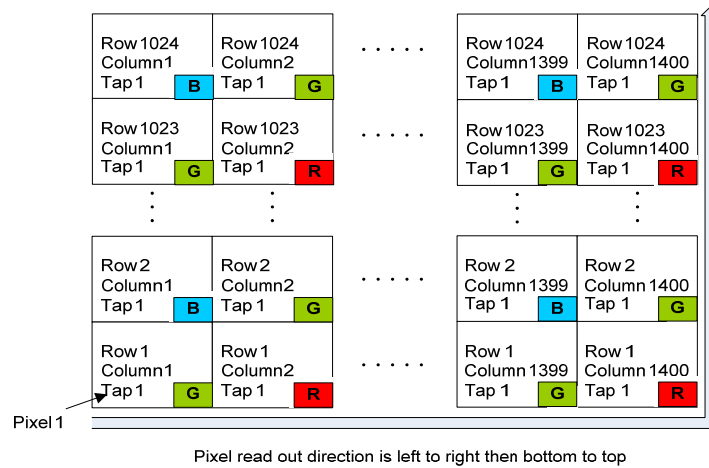 Row 1024
Column1
Tap 1
B
Row 1024
Column2
Tap 1
G
. . . . .
Row 1024
Column1399
Tap 1
B
Row 1024
Column1400
Tap 1
G
Row 1023
Column1
Tap 1
G
Row 1023
Column2
Tap 1
R
. . . . .
Row 1023
Column1399
Tap 1
G
Row 1023
Column1400
Tap 1
R
Row 2
Column1
Tap 1
B
Row 2
Column2
Tap 1
G
. . . . .
Row 2
Column 1399
Tap 1
B
Row 2
Column 1400
Tap 1
G
Row 1
Column1
Tap 1
G
Row 1
Column2
Tap 1
R
. . . . .
Row 1
Column 1399
Tap 1
G
Row 1
Column 1400
Tap 1
R
Pixel 1
Pixel read out direction is left to right then bottom to top